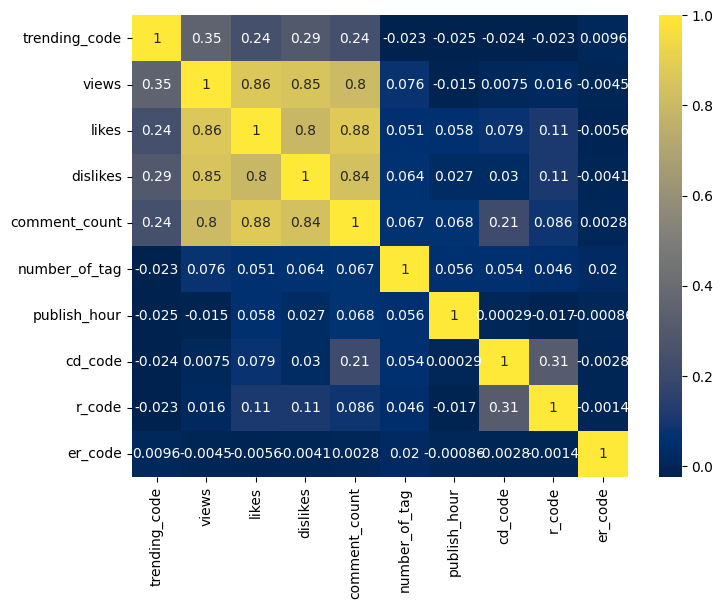 trending_code 1 0.35 0.24 0.29 0.24 -0.023 -0.025 -0.024 -0.023 0.0096
views 0.35 1 0.86 0.85 0.8 0.076 -0.015 0.0075 0.016 -0.0045
likes 0.24 0.86 1 0.8 0.88 0.051 0.058 0.079 0.11 -0.0056
dislikes 0.29 0.85 0.8 1 0.84 0.064 0.027 0.03 0.11 -0.0041
comment_count 0.24 0.8 0.88 0.84 1 0.067 0.068 0.21 0.086 0.0028
number_of_tag -0.023 0.076 0.051 0.064 0.067 1 0.056 0.054 0.046 0.02
publish_hour -0.025 -0.015 0.058 0.027 0.068 0.056 1 0.00029 -0.017 -0.00086
cd_code -0.024 0.0075 0.079 0.03 0.21 0.054 0.00029 1 0.31 -0.0028
r_code -0.023 0.016 0.11 0.11 0.086 0.046 -0.017 0.31 1 -0.0014
er_code 0.0096 -0.0045 -0.0056 -0.0041 0.0028 0.02 -0.00086 -0.0028 -0.0014 1
trending_code
views
likes
dislikes
comment_count
number_of_tag
publish_hour
cd_code
r_code
er_code
1.0
0.8
0.6
0.4
0.2
0.0